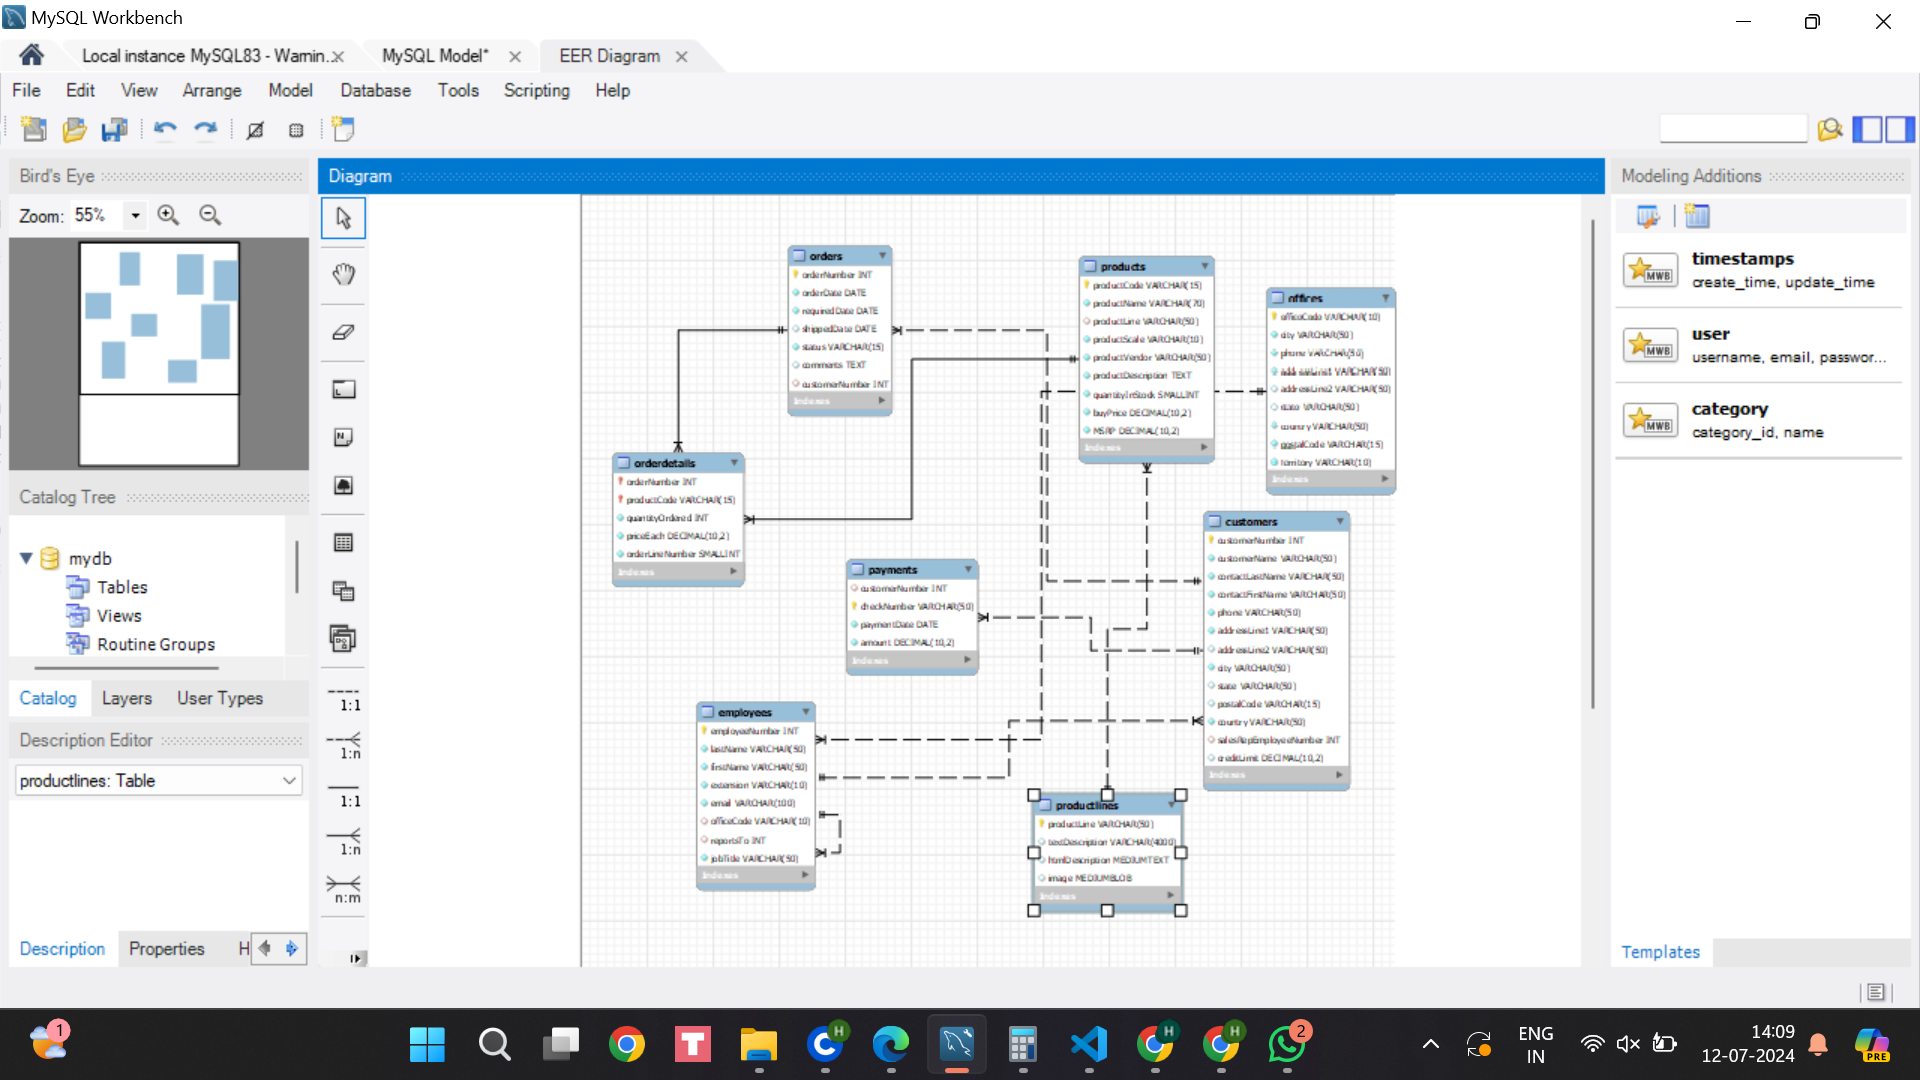 MySQL Workbench
Local instance MySQL83 - Warnin..
MySQL Model*
EER Diagram
File Edit View Arrange Model Database Tools Scripting Help
Bird's Eye
Zoom: 55%
Diagram
Modeling Additions
timestamps
create_time, update_time
user
username, email, passwor...
category
category_id, name
Templates
orders
orderNumber INT
orderDate DATE
requiredDate DATE
shippedDate DATE
status VARCHAR(15)
comments TEXT
customerNumber INT
Indexes
products
productCode VARCHAR(15)
productName VARCHAR(70)
productLine VARCHAR(50)
productScale VARCHAR(10)
productVendor VARCHAR(50)
productDescription TEXT
quantityInStock SMALLINT
buyPrice DECIMAL(10,2)
MSRP DECIMAL(10,2)
Indexes
offices
officeCode VARCHAR(10)
city VARCHAR(50)
phone VARCHAR(50)
addressLine1 VARCHAR(50)
addressLine2 VARCHAR(50)
state VARCHAR(50)
country VARCHAR(50)
postalCode VARCHAR(15)
territory VARCHAR(10)
Indexes
orderdetails
orderNumber INT
productCode VARCHAR(15)
quantityOrdered INT
priceEach DECIMAL(10,2)
orderLineNumber SMALLINT
Indexes
payments
customerNumber INT
checkNumber VARCHAR(50)
paymentDate DATE
amount DECIMAL(10,2)
Indexes
customers
customerNumber INT
customerName VARCHAR(50)
contactLastName VARCHAR(50)
contactFirstName VARCHAR(50)
phone VARCHAR(50)
addressLine1 VARCHAR(50)
addressLine2 VARCHAR(50)
city VARCHAR(50)
state VARCHAR(50)
postalCode VARCHAR(15)
country VARCHAR(50)
salesRepEmployeeNumber INT
creditLimit DECIMAL(10,2)
Indexes
employees
employeeNumber INT
lastName VARCHAR(50)
firstName VARCHAR(50)
extension VARCHAR(10)
email VARCHAR(100)
officeCode VARCHAR(10)
reportsTo INT
jobTitle VARCHAR(50)
Indexes
productlines
productLine VARCHAR(50)
textDescription VARCHAR(4000)
htmlDescription MEDIUMTEXT
image MEDIUMBLOB
Indexes
1:1
1:n
1:1
1:n
n:m
Catalog Tree
mydb
Tables
Views
Routine Groups
Catalog Layers User Types
Description Editor
productlines: Table
Description Properties H
MWB
MWB
MWB
1
T
C
H
H
H
2
ENG
IN
14:09
12-07-2024
PRE